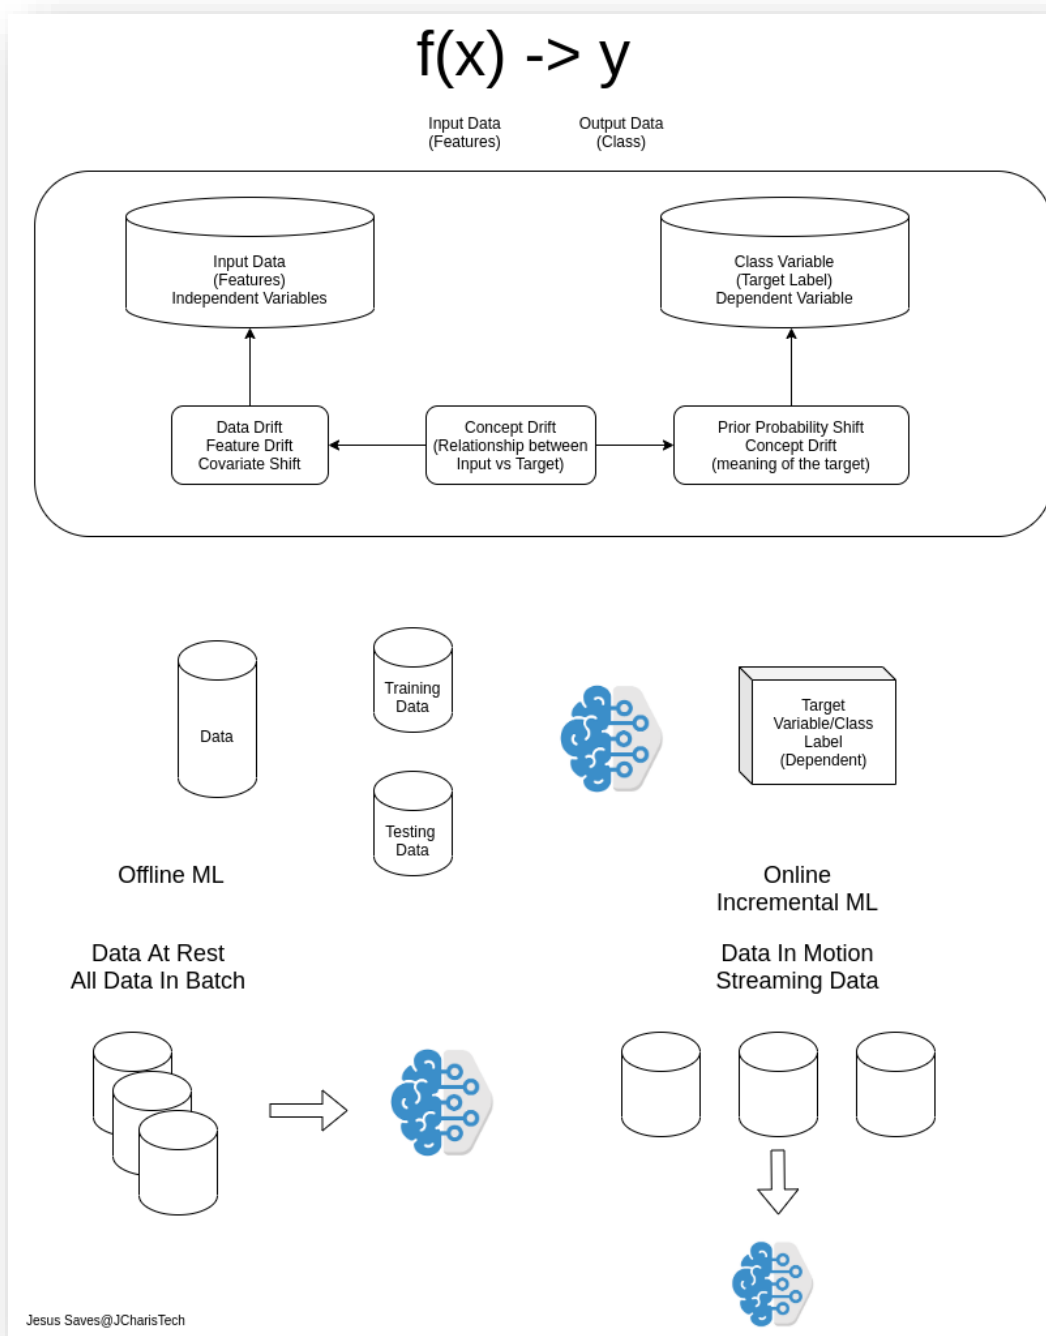 f(x) -> y
Input Data
(Features)
Output Data
(Class)
Input Data
(Features)
Independent Variables
Class Variable
(Target Label)
Dependent Variable
Data Drift
Feature Drift
Covariate Shift
Concept Drift
(Relationship between
Input vs Target)
Prior Probability Shift
Concept Drift
(meaning of the target)
Data
Training
Data
Testing
Data
Target
Variable/Class
Label
(Dependent)
Offline ML
Online
Incremental ML
Data At Rest
All Data In Batch
Data In Motion
Streaming Data
Jesus Saves@JCharisTech